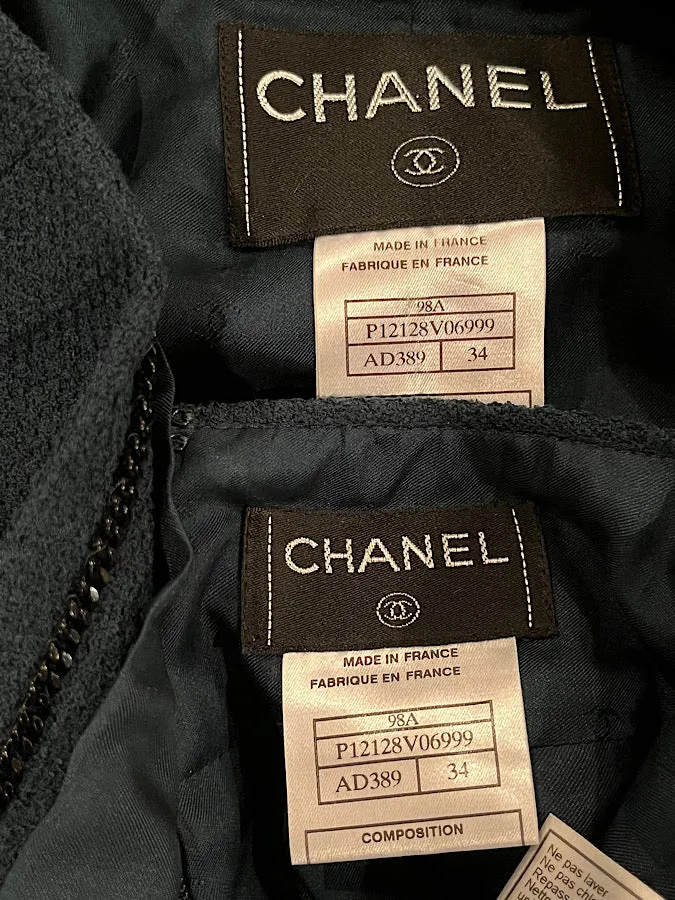 CHANEL
MADE IN FRANCE
FABRIQUE EN FRANCE
98A
P12128V06999
AD389 34
CHANEL
MADE IN FRANCE
FABRIQUE EN FRANCE
98A
P12128V06999
AD389 34
COMPOSITION
Ne pas laver
Ne pas
Repass